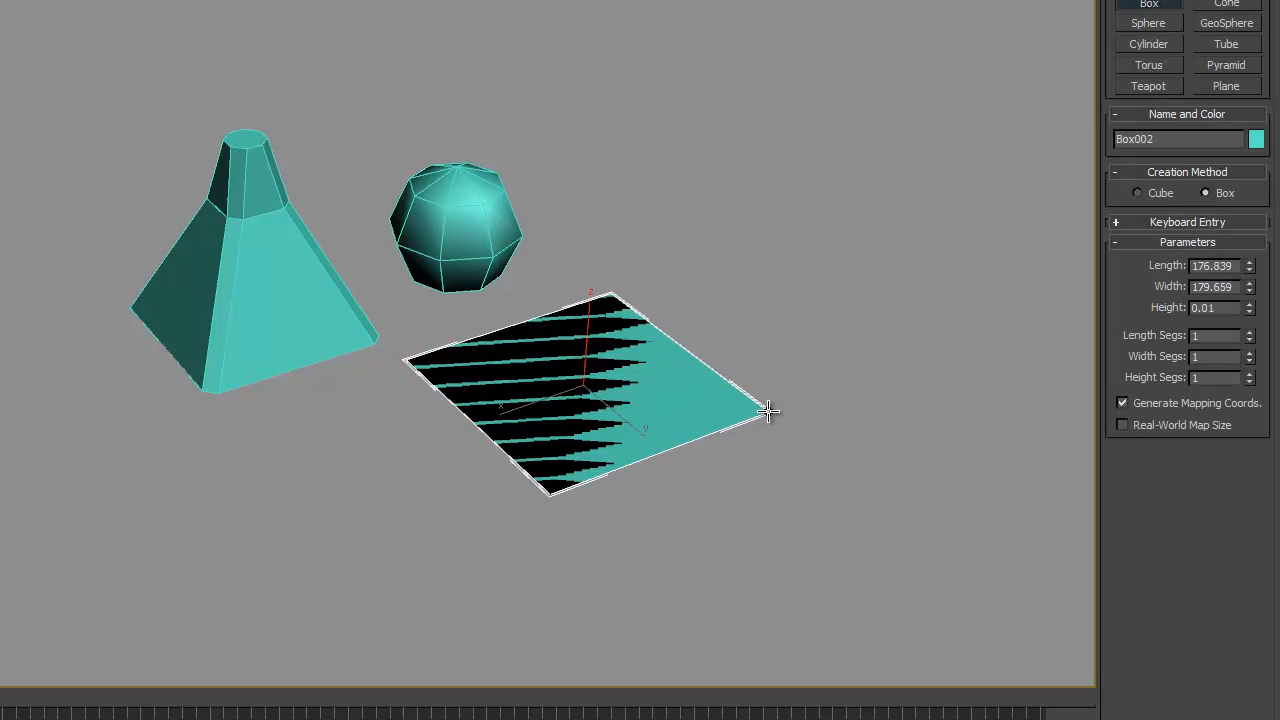 Box Cone
Sphere GeoSphere
Cylinder Tube
Torus Pyramid
Teapot Plane
- Name and Color
Box002
- Creation Method
Cube Box
+ Keyboard Entry
- Parameters
Length: 176.839
Width: 179.659
Height: 0.01
Length Segs: 1
Width Segs: 1
Height Segs: 1
Generate Mapping Coords.
Real-World Map Size
z
x
y